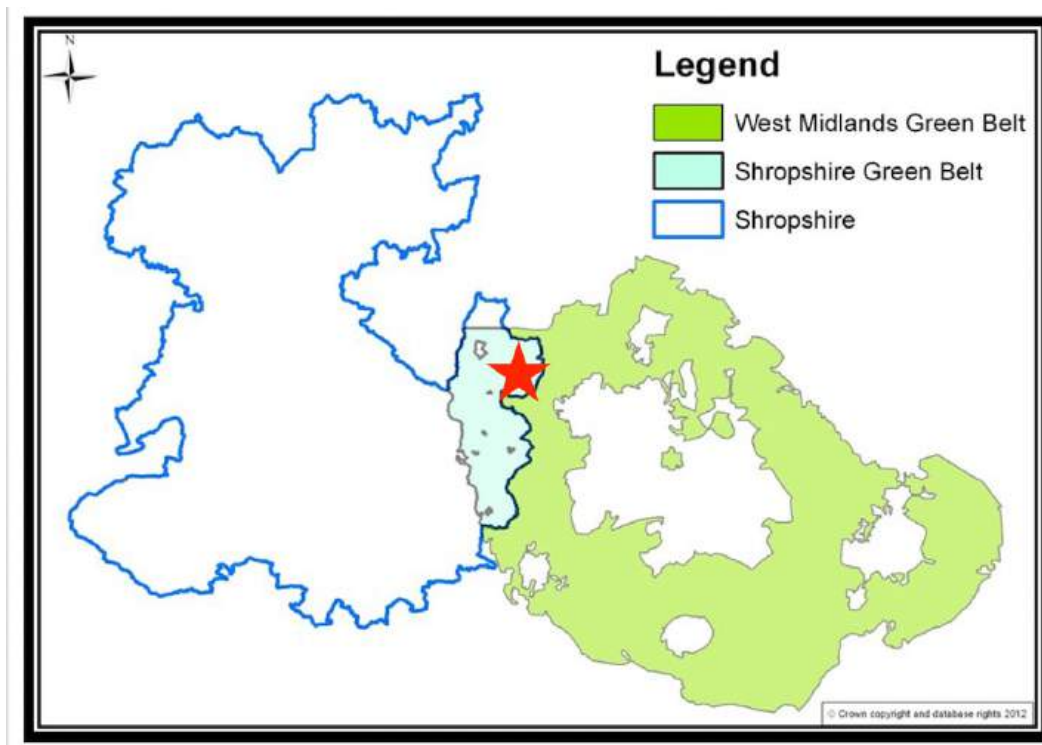 N
Legend
West Midlands Green Belt
Shropshire Green Belt
Shropshire
© Crown copyright and database rights 2012